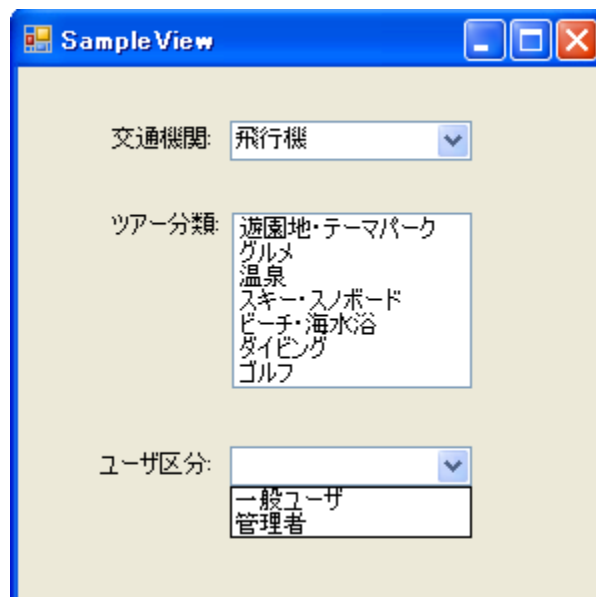 SampleView
交通機関: 飛行機
ツアー分類: 遊園地・テーマパーク
グルメ
温泉
スキー・スノボード
ビーチ・海水浴
ダイビング
ゴルフ
ユーザ区分:
一般ユーザ
管理者